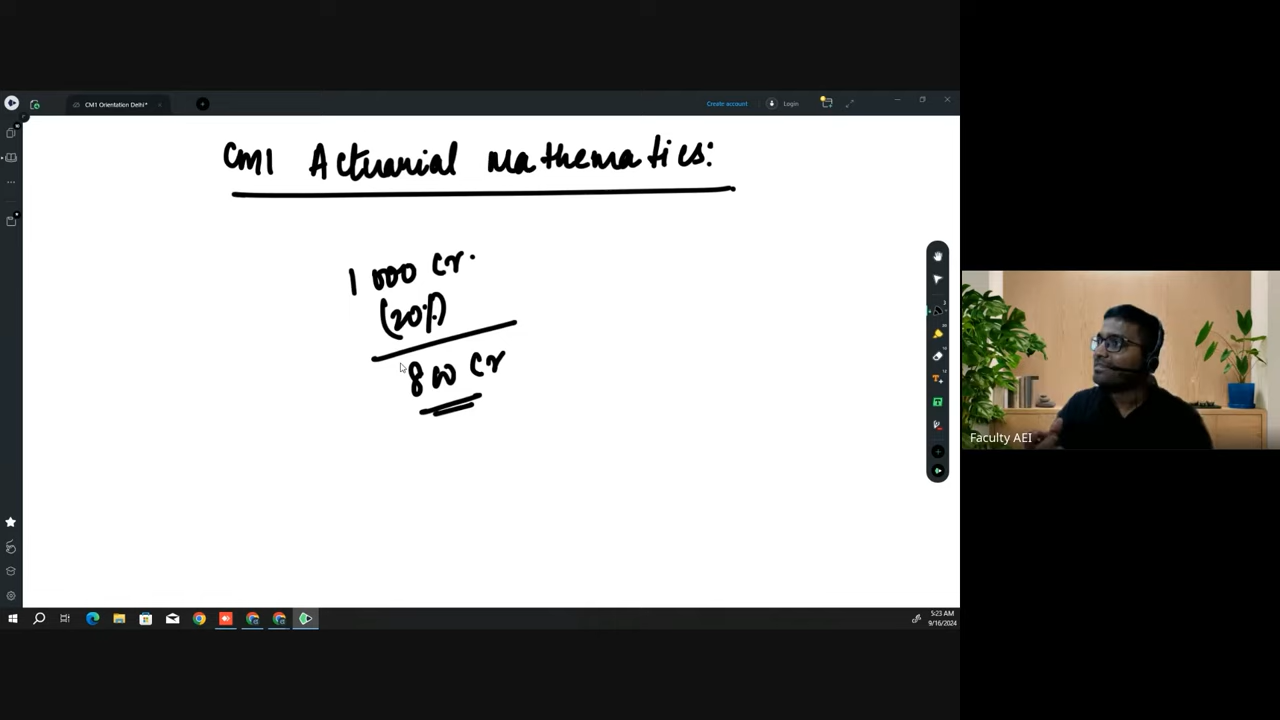 CM1 Orientation Delhi*
Create account
Login
CM1 Actuarial Mathematics:
1000 Cr.
(20%)
800 Cr
Faculty AEI
5:23 AM
9/16/2024